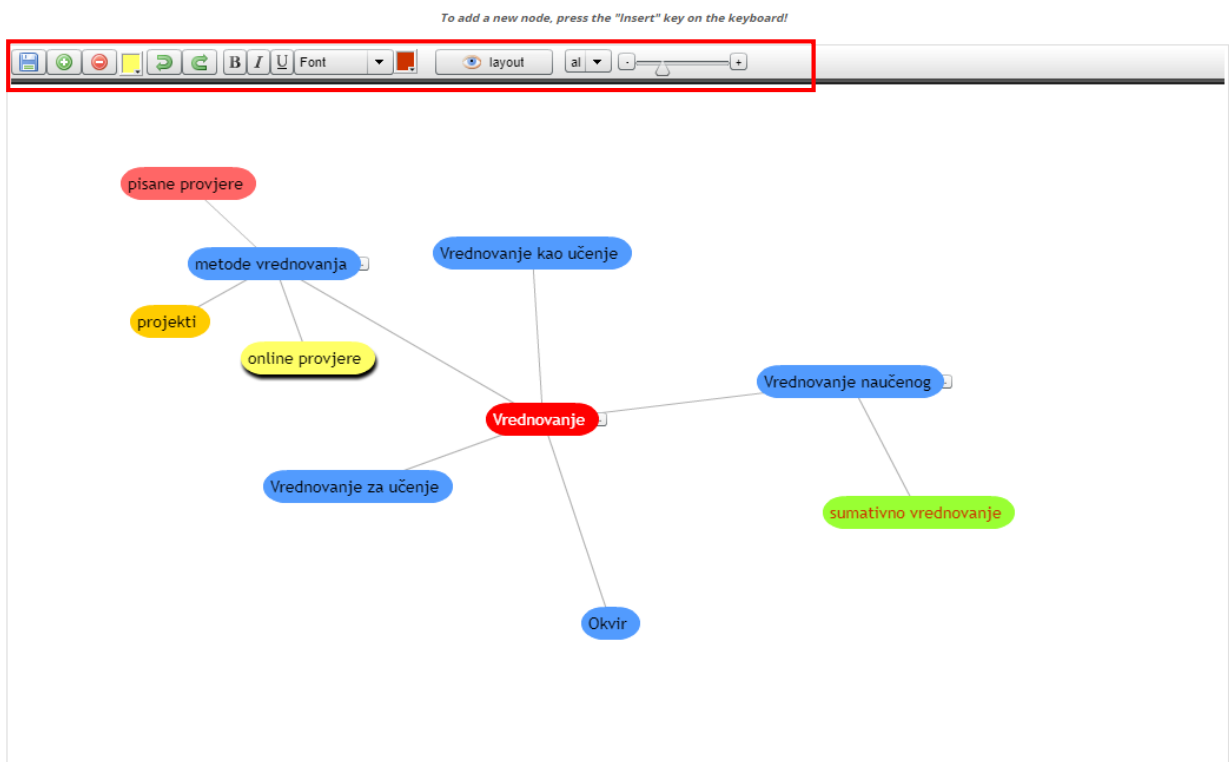 To add a new node, press the "Insert" key on the keyboard!
B I U Font layout al - +
pisane provjere
Vrednovanje kao učenje
metode vrednovanja
projekti
online provjere
Vrednovanje naučenog
Vrednovanje
Vrednovanje za učenje
sumativno vrednovanje
Okvir